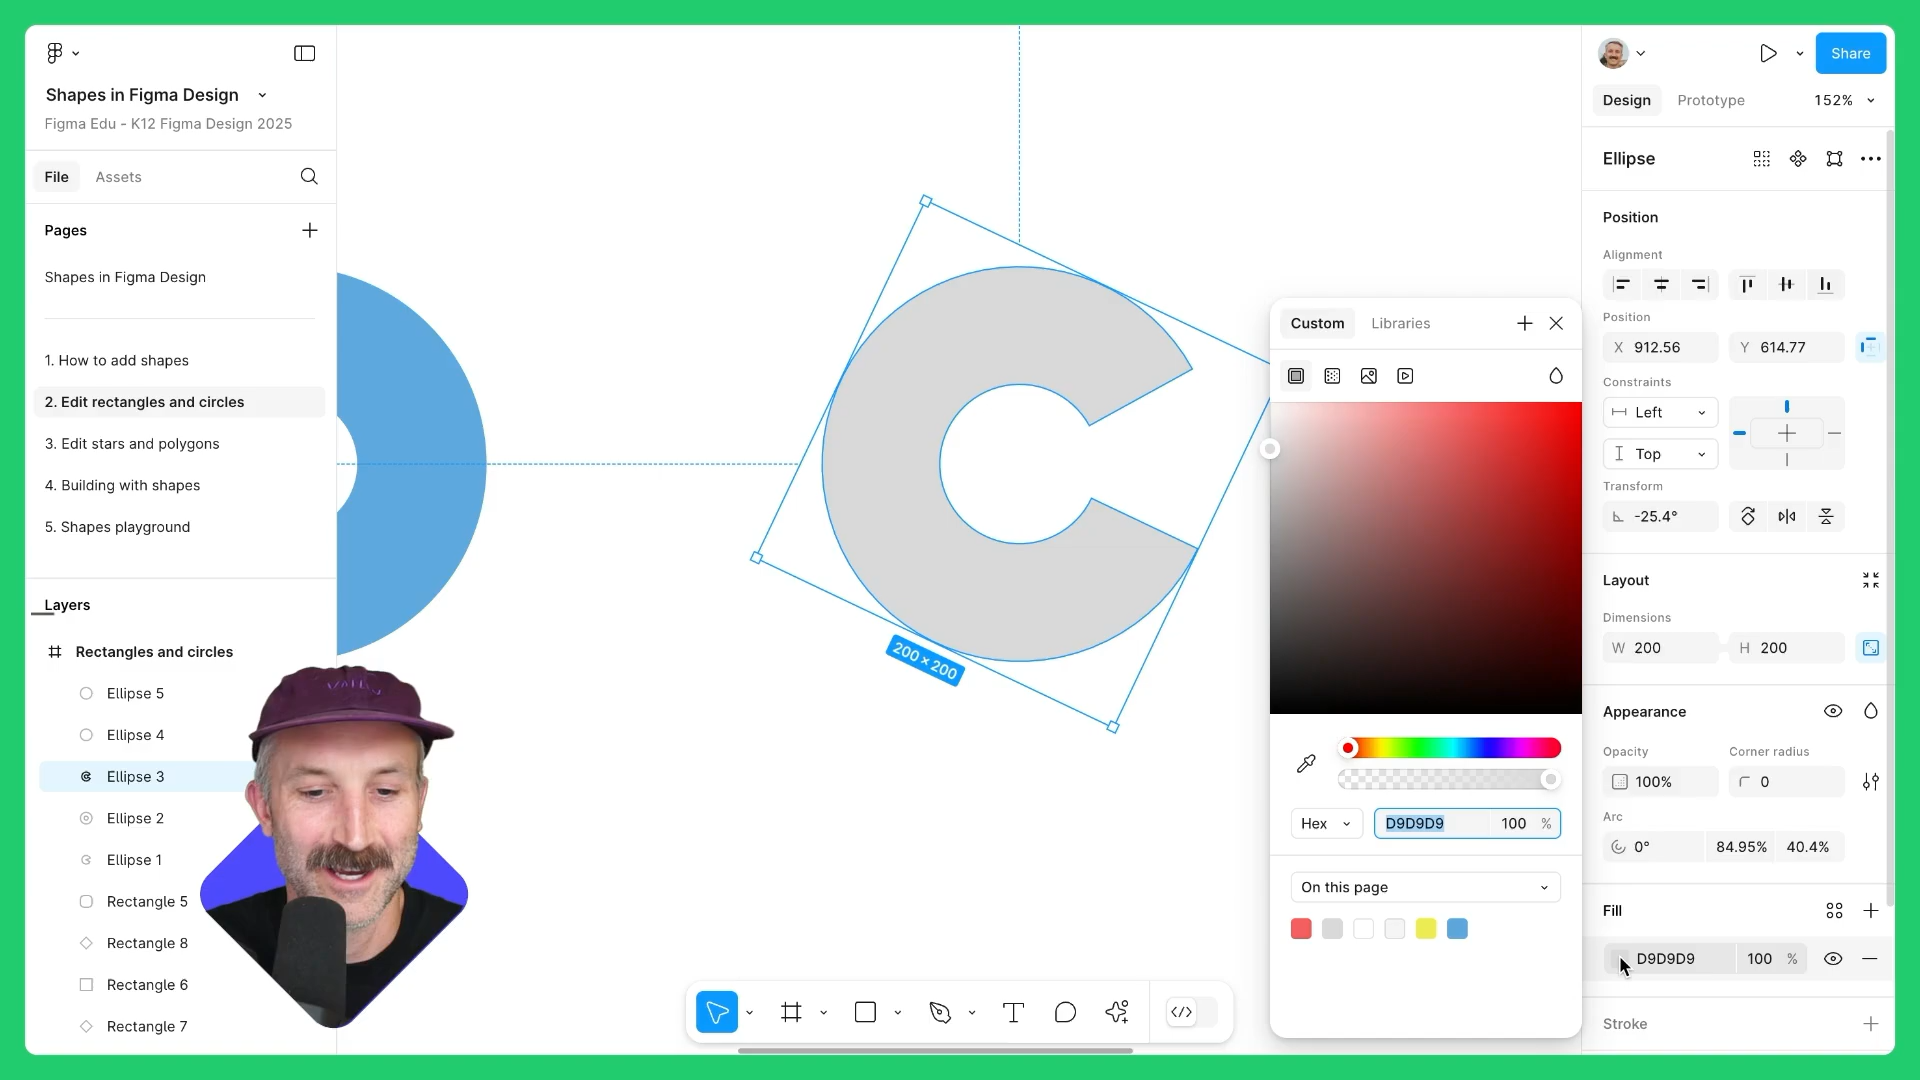 Shapes in Figma Design
Figma Edu - K12 Figma Design 2025
File
Assets
Pages
Shapes in Figma Design
1. How to add shapes
2. Edit rectangles and circles
3. Edit stars and polygons
4. Building with shapes
5. Shapes playground
Layers
Rectangles and circles
Ellipse 5
Ellipse 4
Ellipse 3
Ellipse 2
Ellipse 1
Rectangle 5
Rectangle 8
Rectangle 6
Rectangle 7
200 × 200
Custom
Libraries
Hex
D9D9D9
100 %
On this page
Share
Design
Prototype
152%
Ellipse
Position
Alignment
Position
X 912.56
Y 614.77
Constraints
Left
Top
Transform
-25.4°
Layout
Dimensions
W 200
H 200
Appearance
Opacity
Corner radius
100%
0
Arc
0°
84.95%
40.4%
Fill
D9D9D9
100 %
Stroke